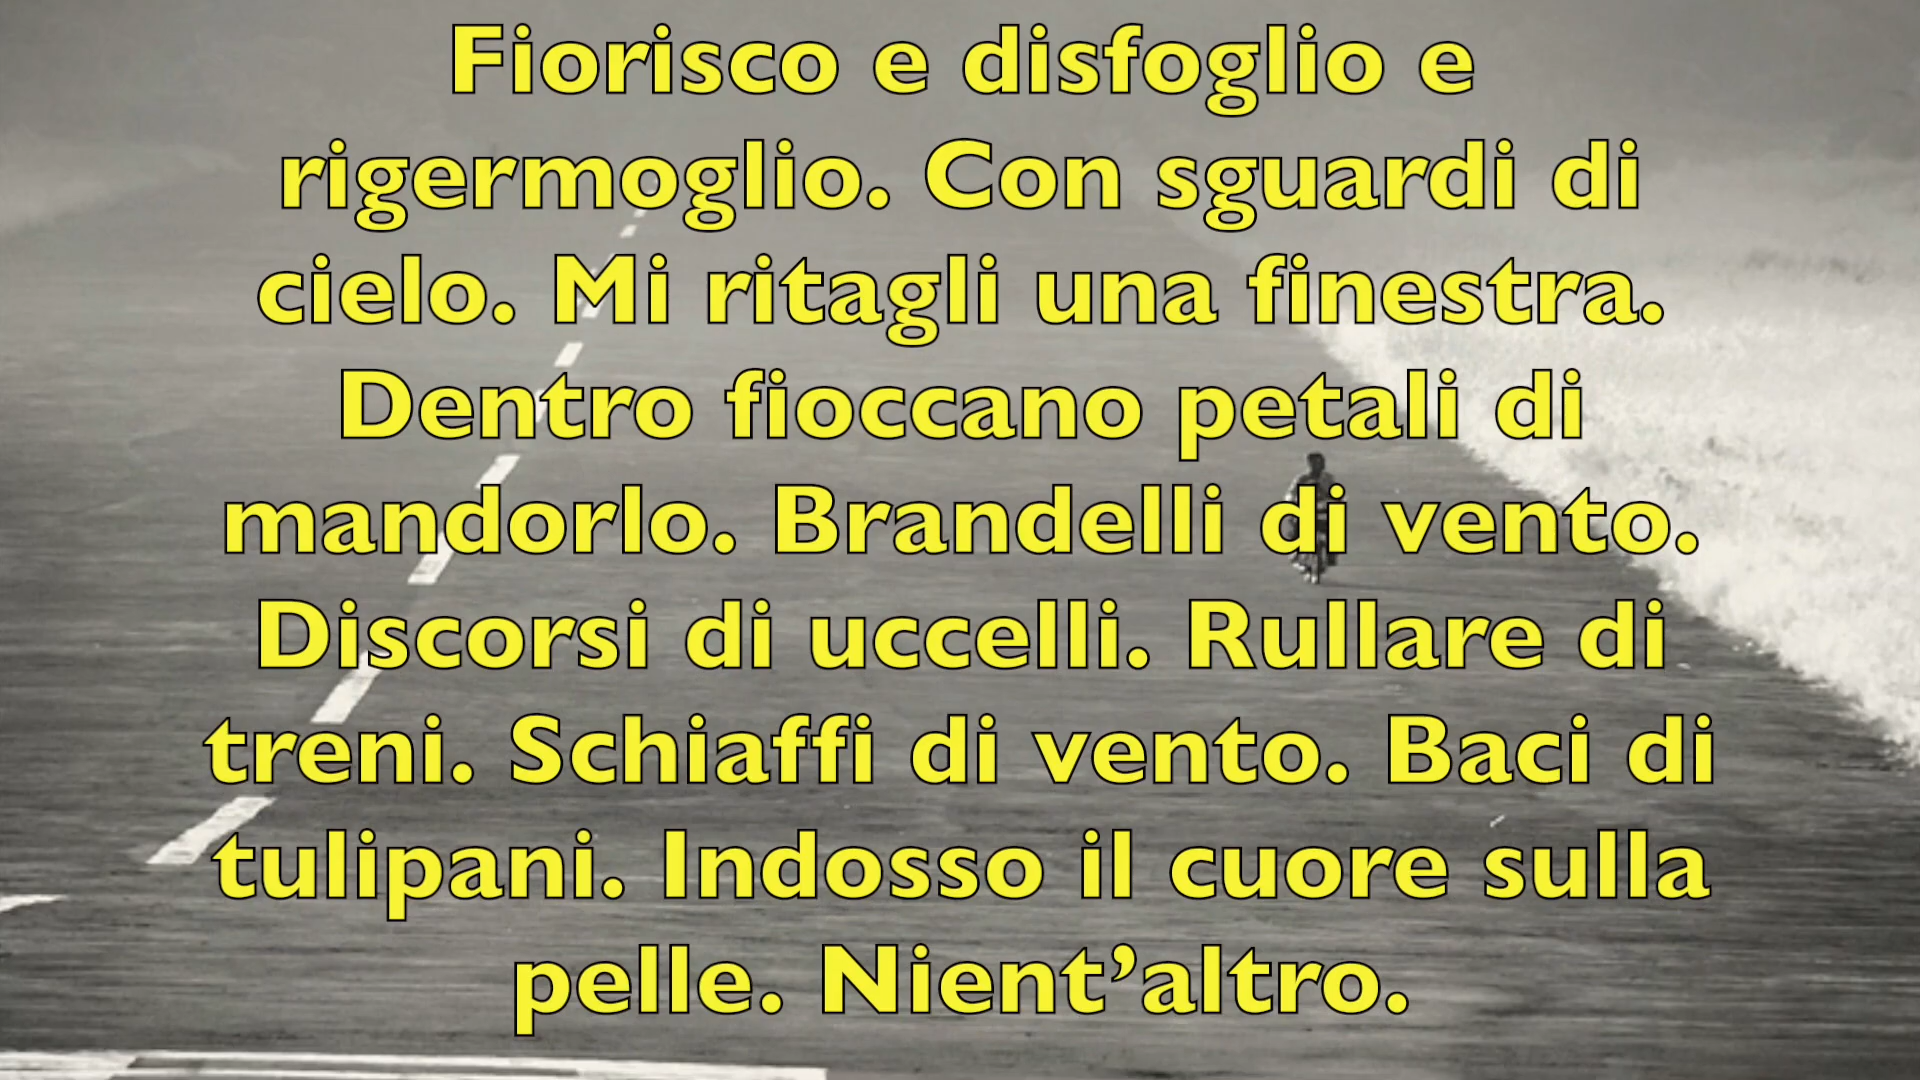 Fiorisco e disfoglio e
rigermoglio. Con sguardi di
cielo. Mi ritagli una finestra.
Dentro fioccano petali di
mandorlo. Brandelli di vento.
Discorsi di uccelli. Rullare di
treni. Schiaffi di vento. Baci di
tulipani. Indosso il cuore sulla
pelle. Nient’altro.